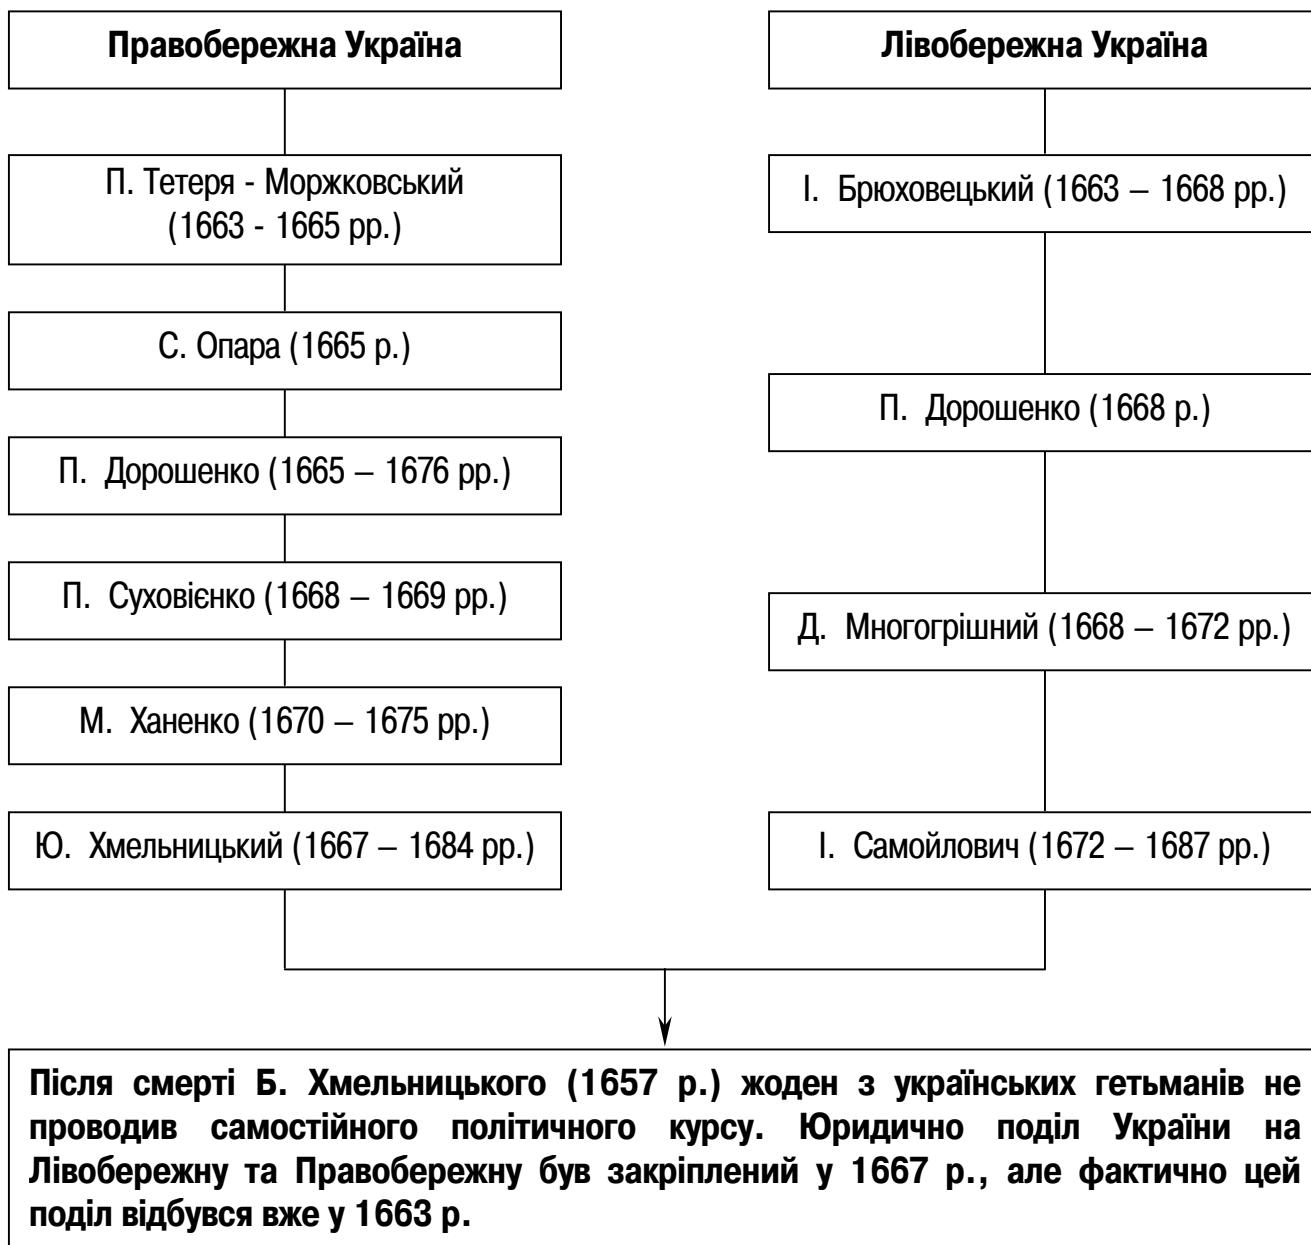 Правобережна Україна
П. Тетеря - Моржковський
(1663 - 1665 рр.)
С. Опара (1665 р.)
П. Дорошенко (1665 – 1676 рр.)
П. Суховієнко (1668 – 1669 рр.)
М. Ханенко (1670 – 1675 рр.)
Ю. Хмельницький (1667 – 1684 рр.)
Лівобережна Україна
І. Брюховецький (1663 – 1668 рр.)
П. Дорошенко (1668 р.)
Д. Многогрішний (1668 – 1672 рр.)
І. Самойлович (1672 – 1687 рр.)
Після смерті Б. Хмельницького (1657 р.) жоден з українських гетьманів не
проводив самостійного політичного курсу. Юридично поділ України на
Лівобережну та Правобережну був закріплений у 1667 р., але фактично цей
поділ відбувся вже у 1663 р.